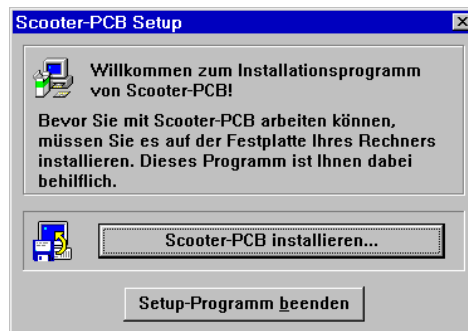 Scooter-PCB Setup
Willkommen zum Installationsprogramm
von Scooter-PCB!
Bevor Sie mit Scooter-PCB arbeiten können,
müssen Sie es auf der Festplatte Ihres Rechners
installieren. Dieses Programm ist Ihnen dabei
behilflich.
Scooter-PCB installieren...
Setup-Programm beenden